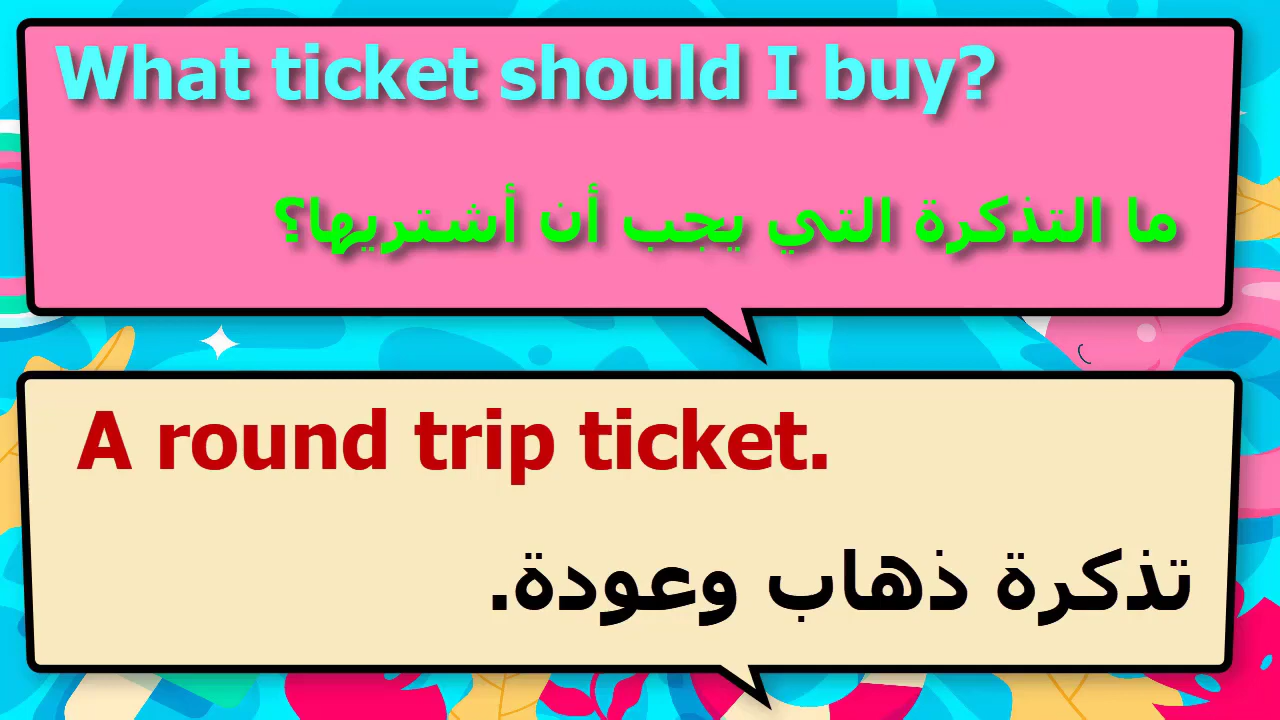 What ticket should I buy?
ما التذكرة التي يجب أن أشتريها؟
A round trip ticket.
تذكرة ذهاب وعودة.